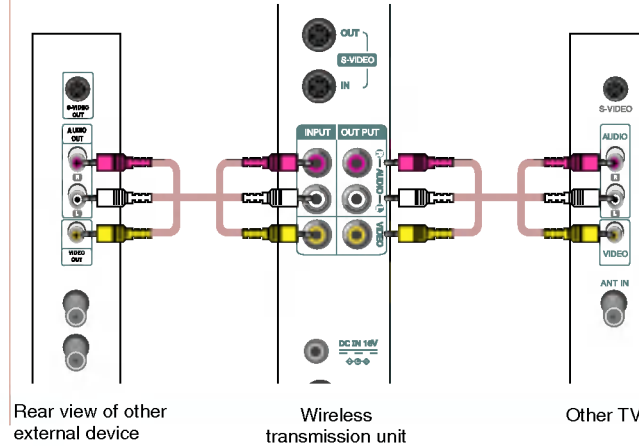 S-VIDEO
OUT
AUDIO
OUT
R
L
VIDEO
OUT
Rear view of other
external device
OUT
S-VIDEO
IN
INPUT
OUT PUT
R
AUDIO
L
VIDEO
DC IN 16V
Wireless
transmission unit
S-VIDEO
AUDIO
R
L
VIDEO
ANT IN
Other TV